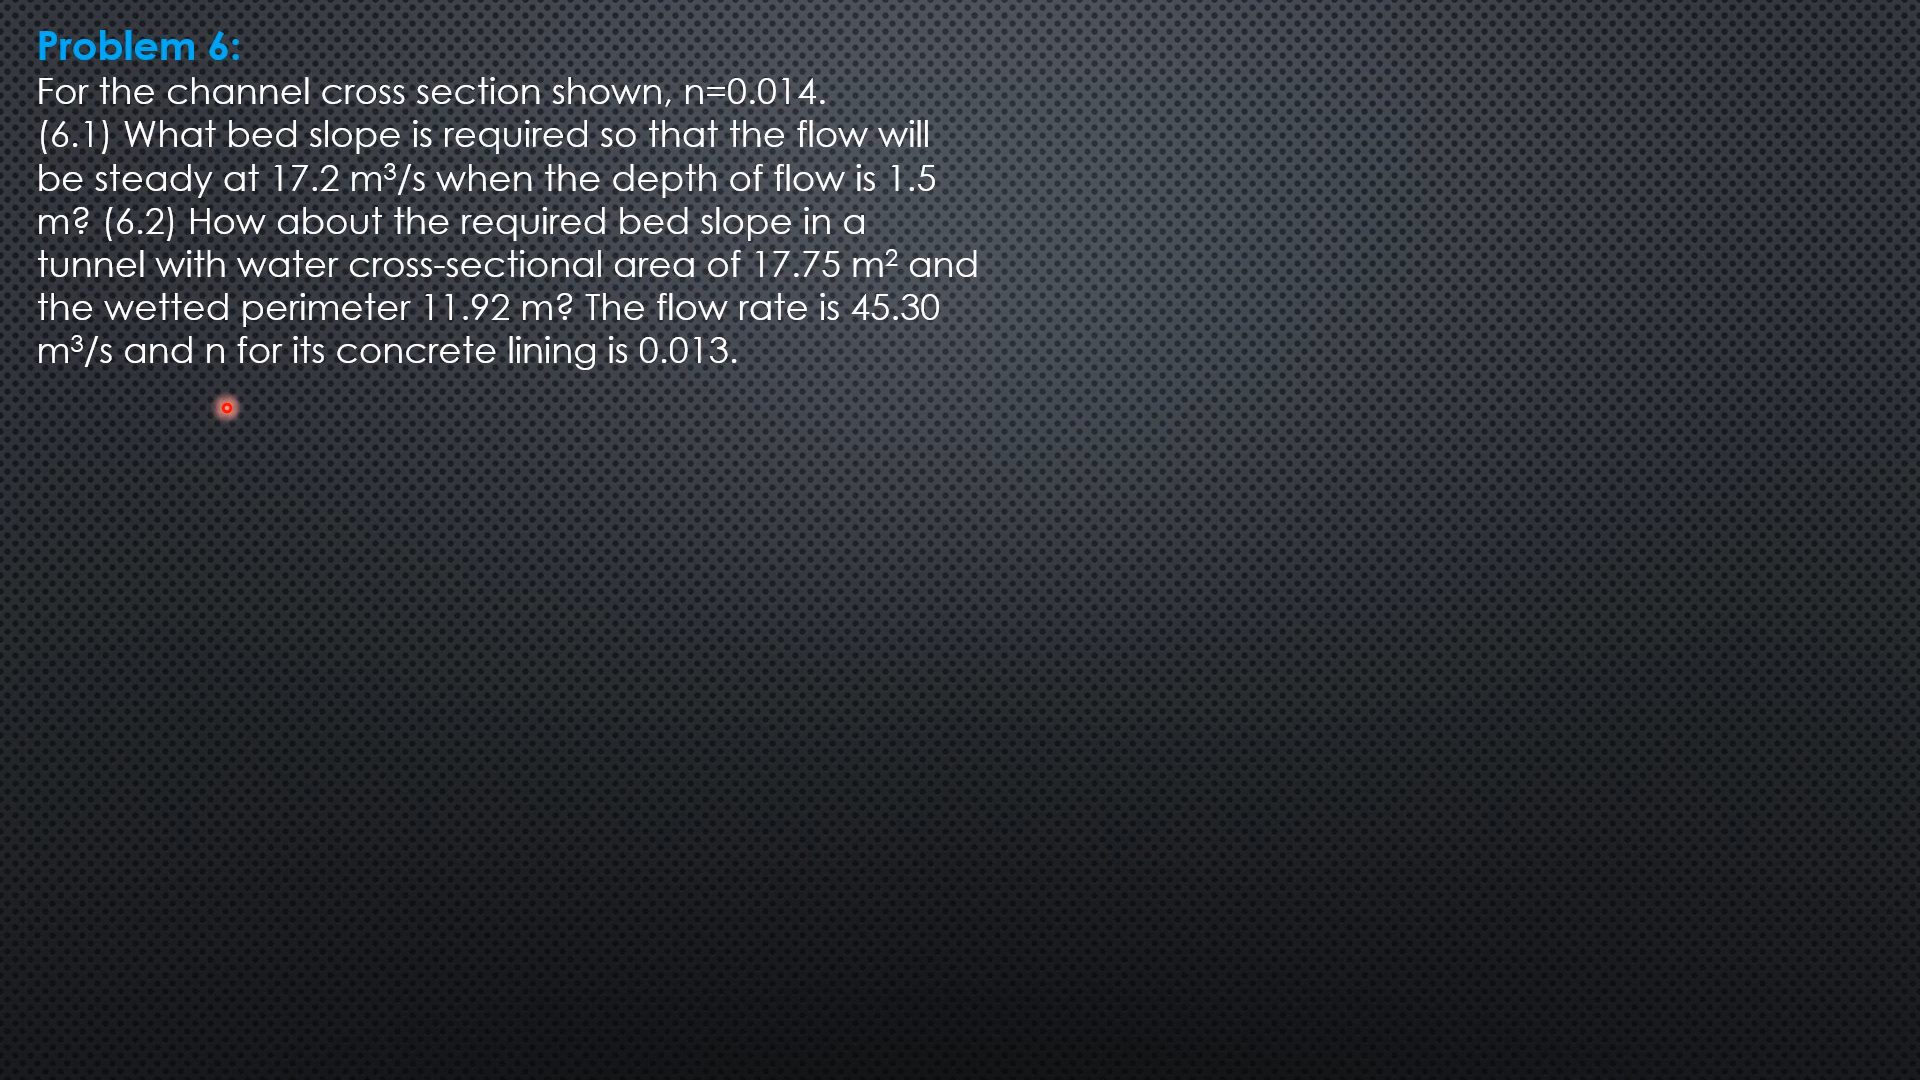 Problem 6:
For the channel cross section shown, n=0.014.
(6.1) What bed slope is required so that the flow will
be steady at 17.2 m³/s when the depth of flow is 1.5
m? (6.2) How about the required bed slope in a
tunnel with water cross-sectional area of 17.75 m² and
the wetted perimeter 11.92 m? The flow rate is 45.30
m³/s and n for its concrete lining is 0.013.